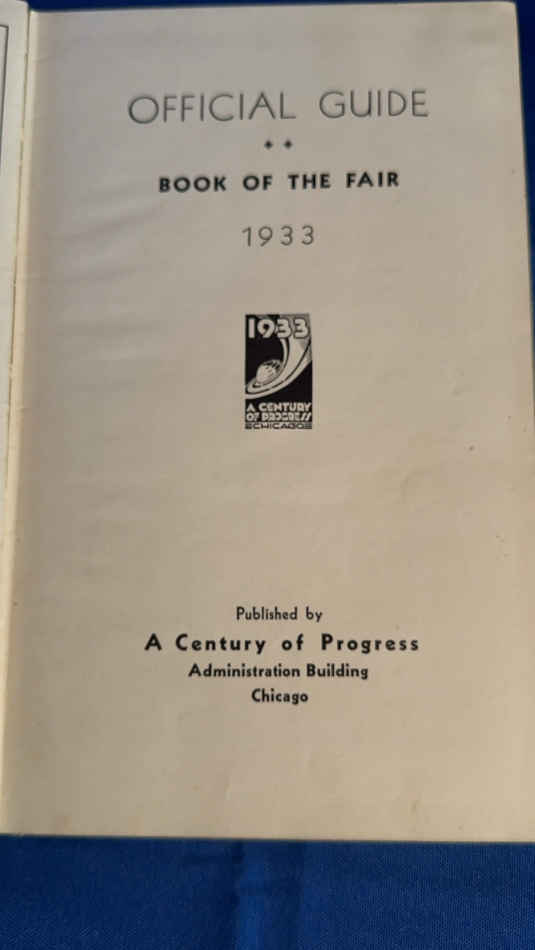 OFFICIAL GUIDE
BOOK OF THE FAIR
1933
1933
A CENTURY
OF PROGRESS
CHICAGO
Published by
A Century of Progress
Administration Building
Chicago